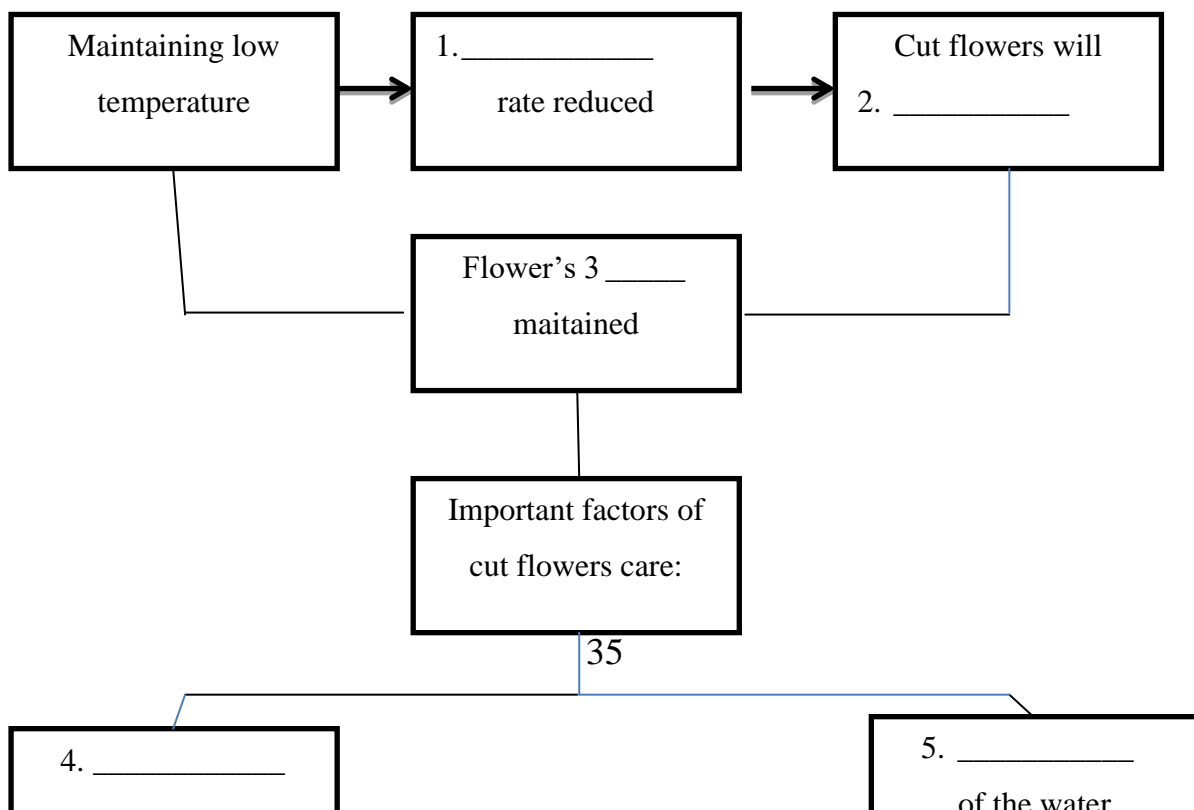 Maintaining low
temperature
1.____________
rate reduced
Cut flowers will
2. ___________
Flower’s 3 _____
maitained
Important factors of
cut flowers care:
35
4. ____________
5. ___________
of the water